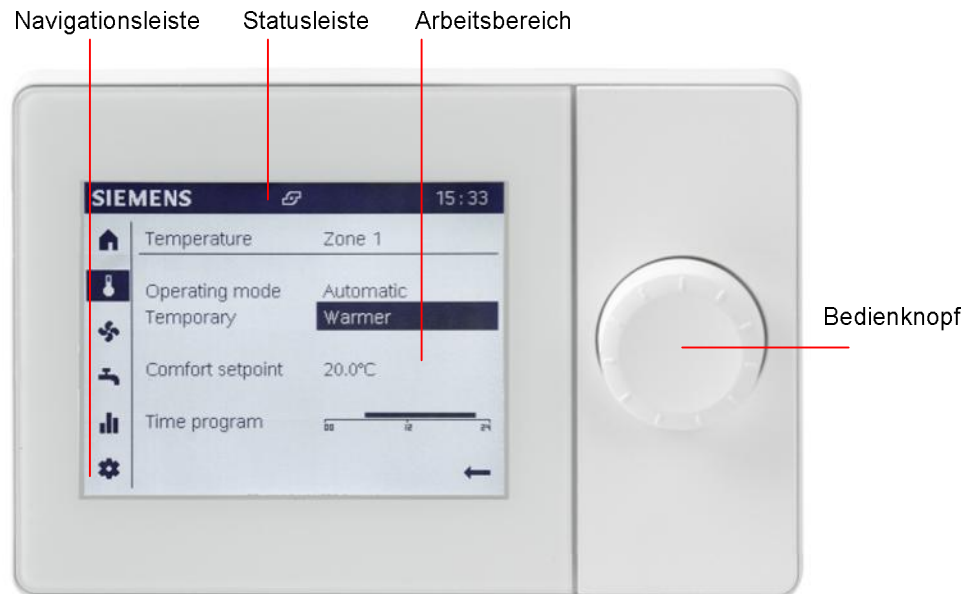 Navigationsleiste Statusleiste Arbeitsbereich
SIEMENS 15:33
Temperature Zone 1
Operating mode Automatic
Temporary Warmer
Bedienknopf
Comfort setpoint 20.0°C
Time program
00 12 24